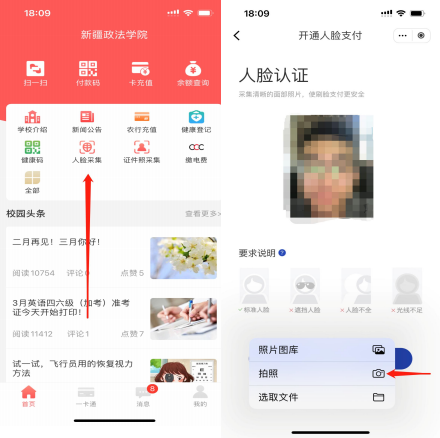 18:09
新疆政法学院
扫一扫
付款码
卡充值
余额查询
学校介绍
新闻公告
农行充值
健康登记
健康码
人脸采集
证件照采集
缴电费
全部
校园头条
查看更多>
二月再见！三月你好！
阅读10754 评论0 点赞5
3月英语四六级（加考）准考
证今天开始打印！
阅读11412 评论1 点赞7
试一试，飞行员用的恢复视力
方法
8
首页
一卡通
信息
我的
18:09
开通人脸支付
人脸认证
采集清晰的面部照片，使刷脸支付更安全
要求说明
标准人脸
遮挡人脸
人脸不全
光线不足
照片图库
拍照
选取文件